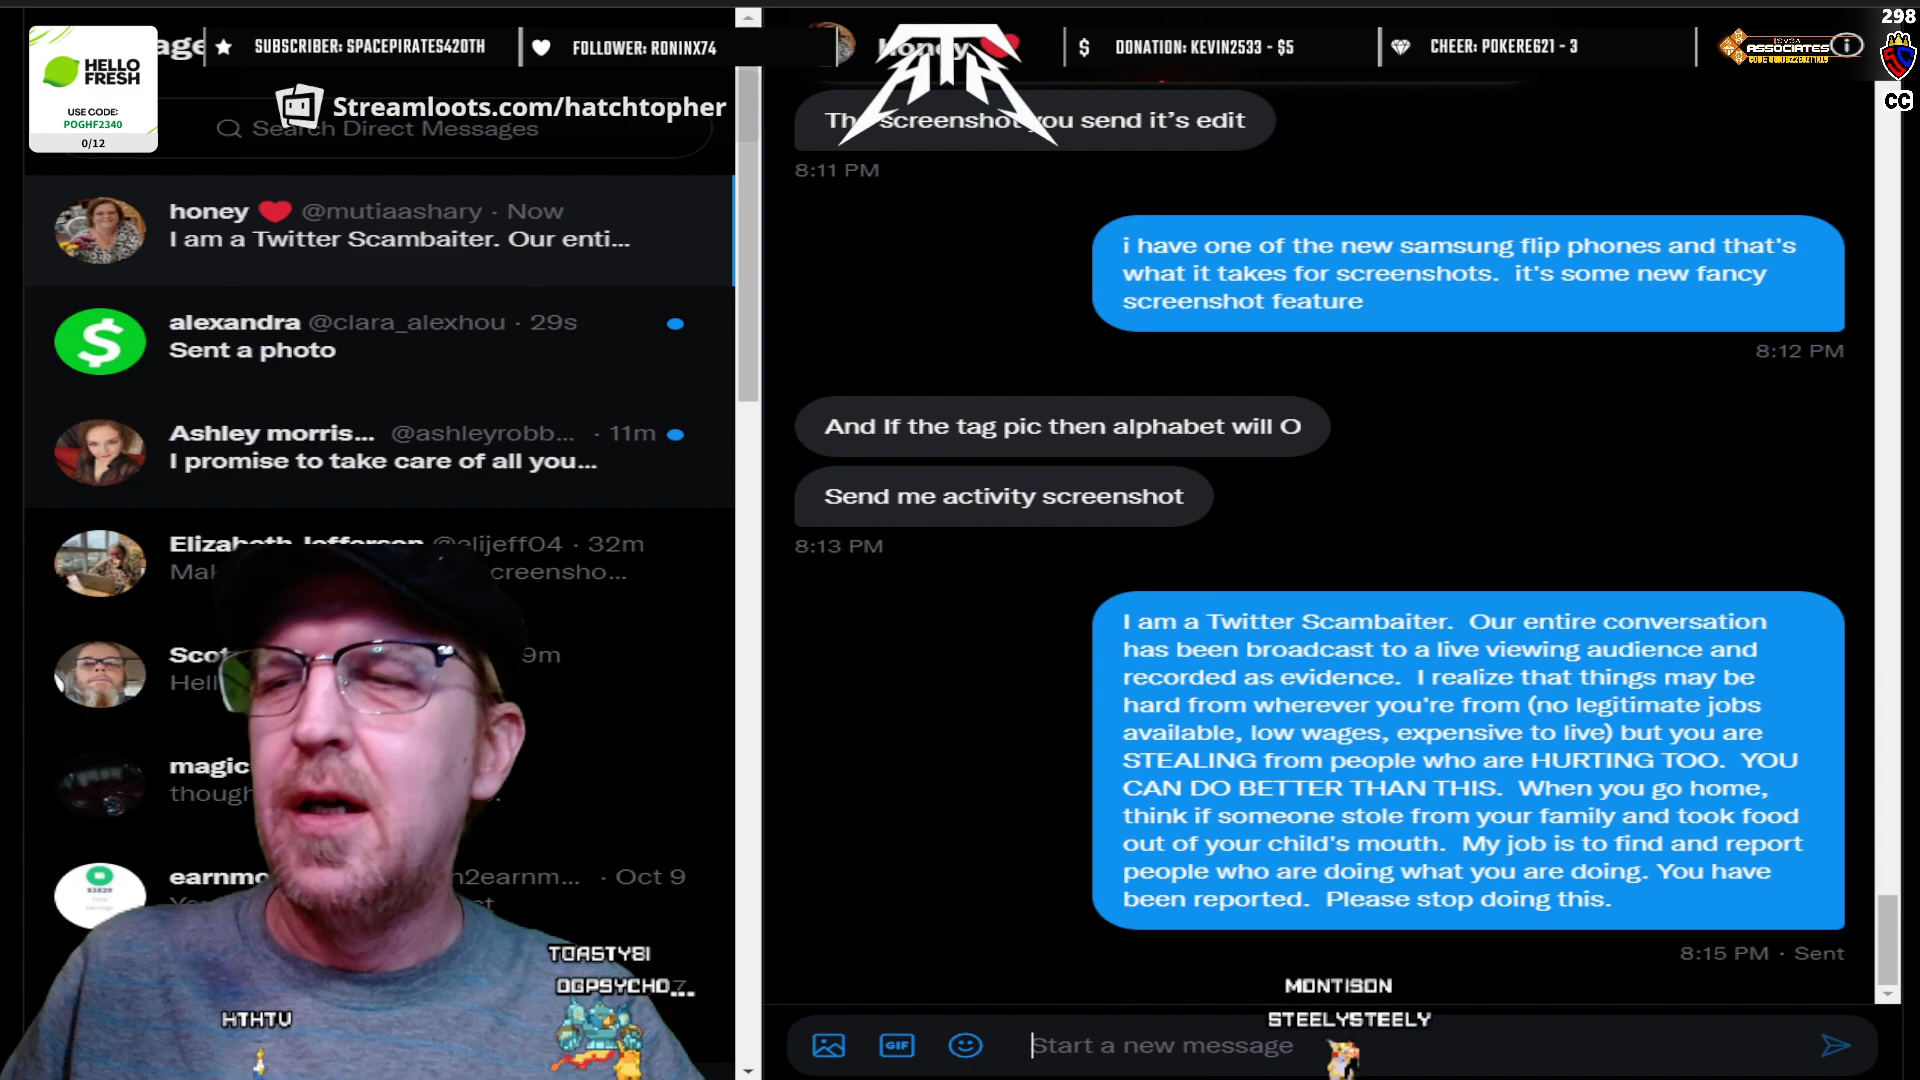 298
HELLO
FRESH
USE CODE:
POGHF2340
0/12
SUBSCRIBER: SPACEPIRATES420TH
FOLLOWER: RONINX74
DONATION: KEVIN2533 - $5
CHEER: POKERE621 - 3
ASSOCIATES
CC
Streamloots.com/hatchtopher
Search Direct Messages
honey ❤️ @mutiaashary · Now
I am a Twitter Scambaiter. Our enti...
alexandra @clara_alexhou · 29s
Sent a photo
Ashley morris... @ashleyrobb... · 11m
I promise to take care of all you...
Elizabeth Jefferson @elijeff04 · 32m
creensho...
9m
magic
though
earnmo
n2earnm... · Oct 9
honey ❤️
screenshot you send it's edit
8:11 PM
i have one of the new samsung flip phones and that's
what it takes for screenshots. it's some new fancy
screenshot feature
8:12 PM
And If the tag pic then alphabet will O
Send me activity screenshot
8:13 PM
I am a Twitter Scambaiter. Our entire conversation
has been broadcast to a live viewing audience and
recorded as evidence. I realize that things may be
hard from wherever you're from (no legitimate jobs
available, low wages, expensive to live) but you are
STEALING from people who are HURTING TOO. YOU
CAN DO BETTER THAN THIS. When you go home,
think if someone stole from your family and took food
out of your child's mouth. My job is to find and report
people who are doing what you are doing. You have
been reported. Please stop doing this.
8:15 PM · Sent
GIF
Start a new message
TOASTY81
OGPSYCHO7...
HTHTU
MONTISON
STEELYSTEELY